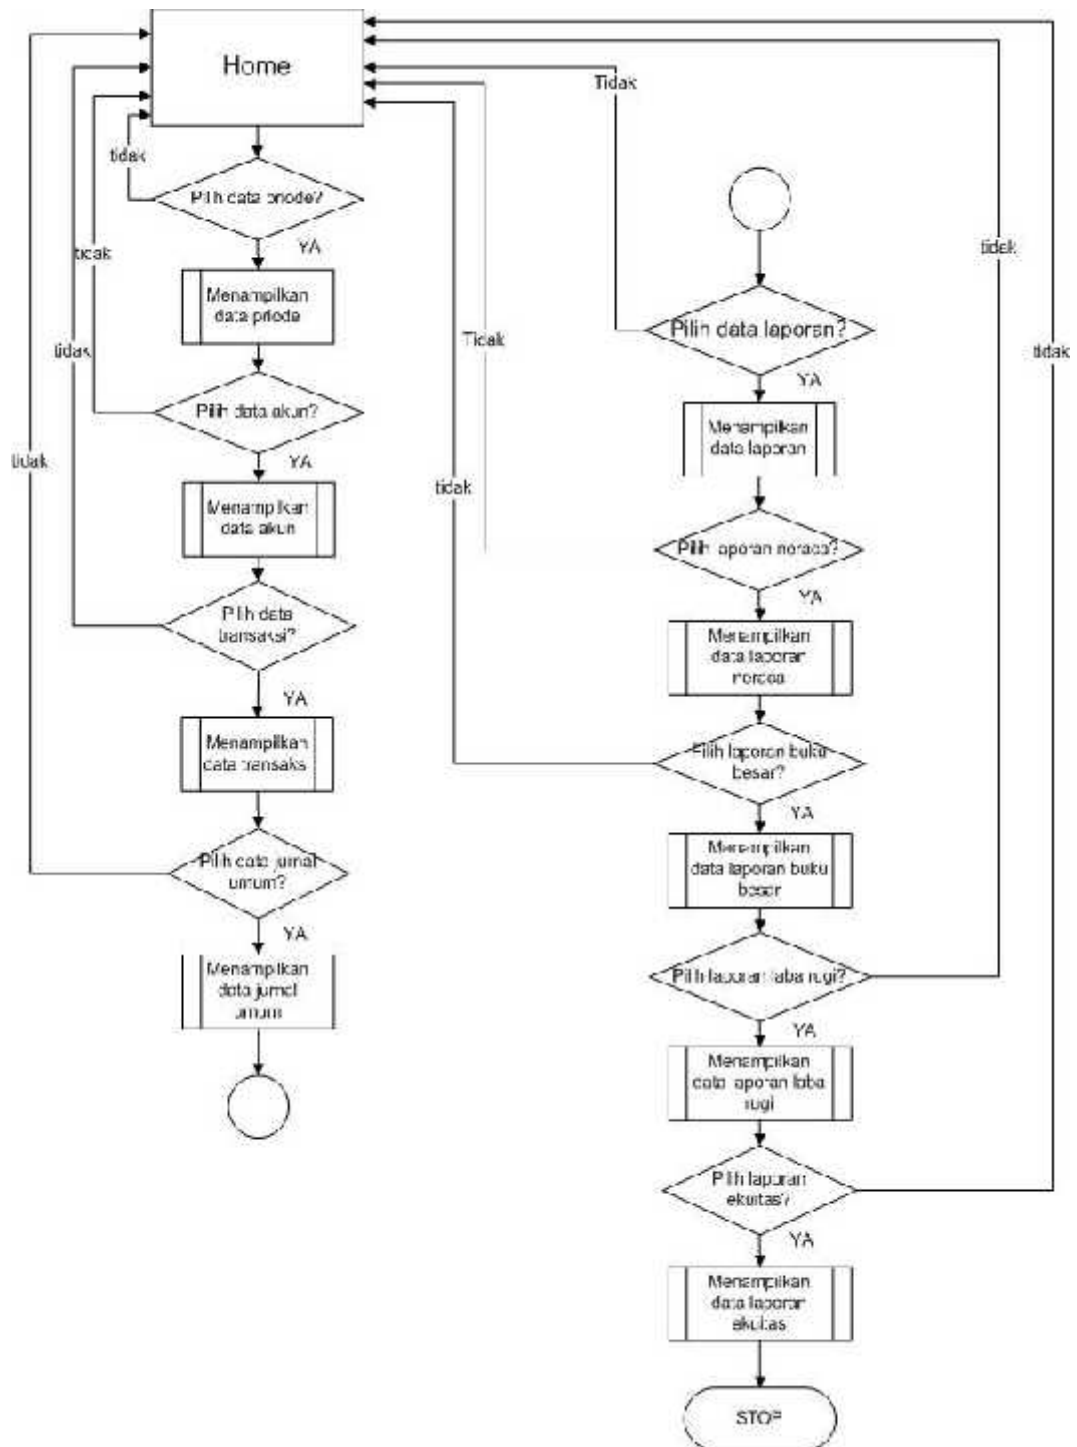 Home
tidak
Pilih data priode?
YA
Menampilkan
data priode
tidak
Pilih data akun?
YA
Menampilkan
data akun
tidak
Pilih data
transaksi?
YA
Menampilkan
data transaksi
tidak
Pilih data jurnal
umum?
YA
Menampilkan
data jurnal
umum
Tidak
Pilih data laporan?
YA
Menampilkan
data laporan
Tidak
Pilih laporan neraca?
YA
Menampilkan
data laporan
neraca
tidak
Pilih laporan buku
besar?
YA
Menampilkan
data laporan buku
besar
tidak
Pilih laporan laba rugi?
YA
Menampilkan
data laporan laba
rugi
tidak
Pilih laporan
ekuitas?
YA
Menampilkan
data laporan
ekuitas
STOP